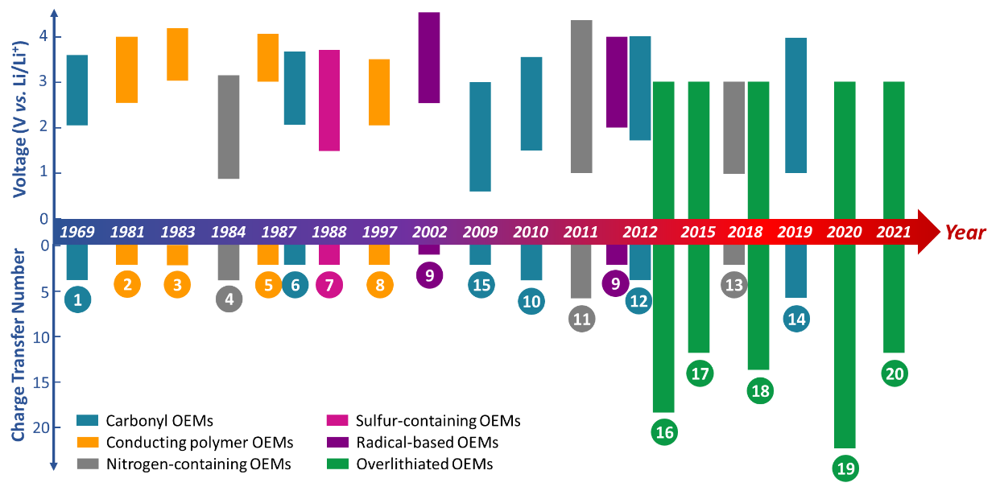 Voltage (V vs. Li/Li⁺)
4
3
2
1
0
1969 1981 1983 1984 1987 1988 1997 2002 2009 2010 2011 2012 2015 2018 2019 2020 2021 Year
Charge Transfer Number
0
5
10
15
20
1 2 3 4 5 6 7 8 9 15 10 11 9 12 16 17 13 18 14 19 20
Carbonyl OEMs
Conducting polymer OEMs
Nitrogen-containing OEMs
Sulfur-containing OEMs
Radical-based OEMs
Overlithiated OEMs